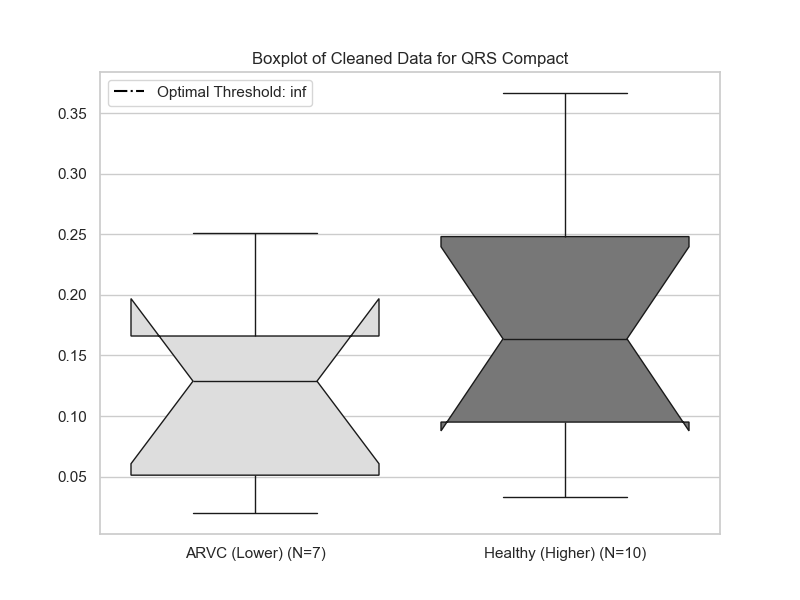 Boxplot of Cleaned Data for QRS Compact
Optimal Threshold: inf
0.35
0.30
0.25
0.20
0.15
0.10
0.05
ARVC (Lower) (N=7)
Healthy (Higher) (N=10)